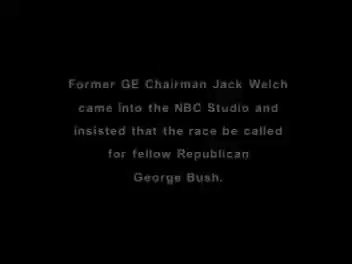 Former GE Chairman Jack Welch
came into the NBC Studio and
insisted that the race be called
for fellow Republican
George Bush.